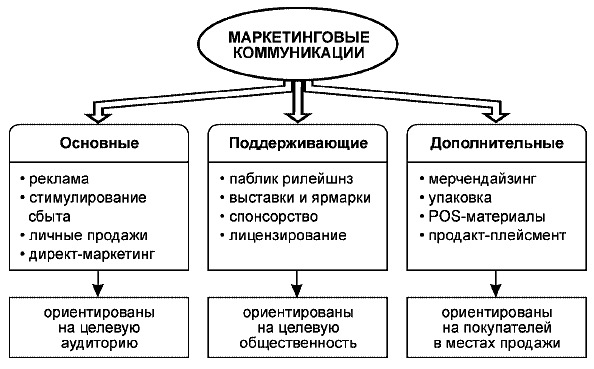 МАРКЕТИНГОВЫЕ
КОММУНИКАЦИИ
Основные
• реклама
• стимулирование
сбыта
• личные продажи
• директ-маркетинг
ориентированы
на целевую
аудиторию
Поддерживающие
• паблик рилейшнз
• выставки и ярмарки
• спонсорство
• лицензирование
ориентированы
на целевую
общественность
Дополнительные
• мерчендайзинг
• упаковка
• POS-материалы
• продакт-плейсмент
ориентированы
на покупателей
в местах продажи